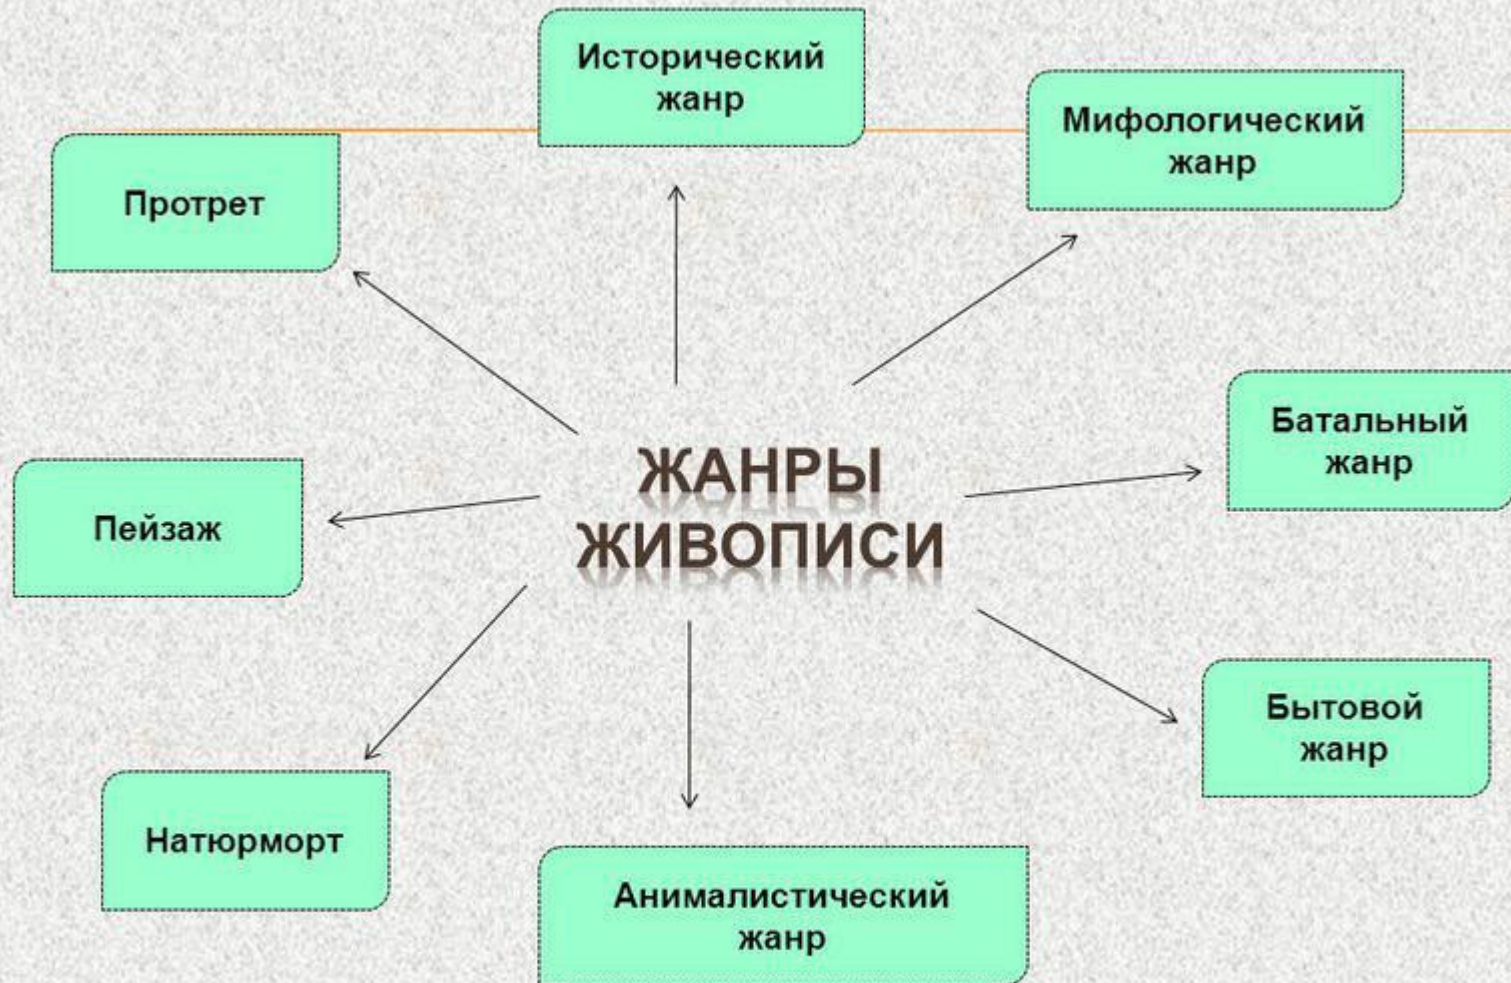 Исторический
жанр
Мифологический
жанр
Протрет
Батальный
жанр
ЖАНРЫ
ЖИВОПИСИ
Пейзаж
Бытовой
жанр
Натюрморт
Анималистический
жанр